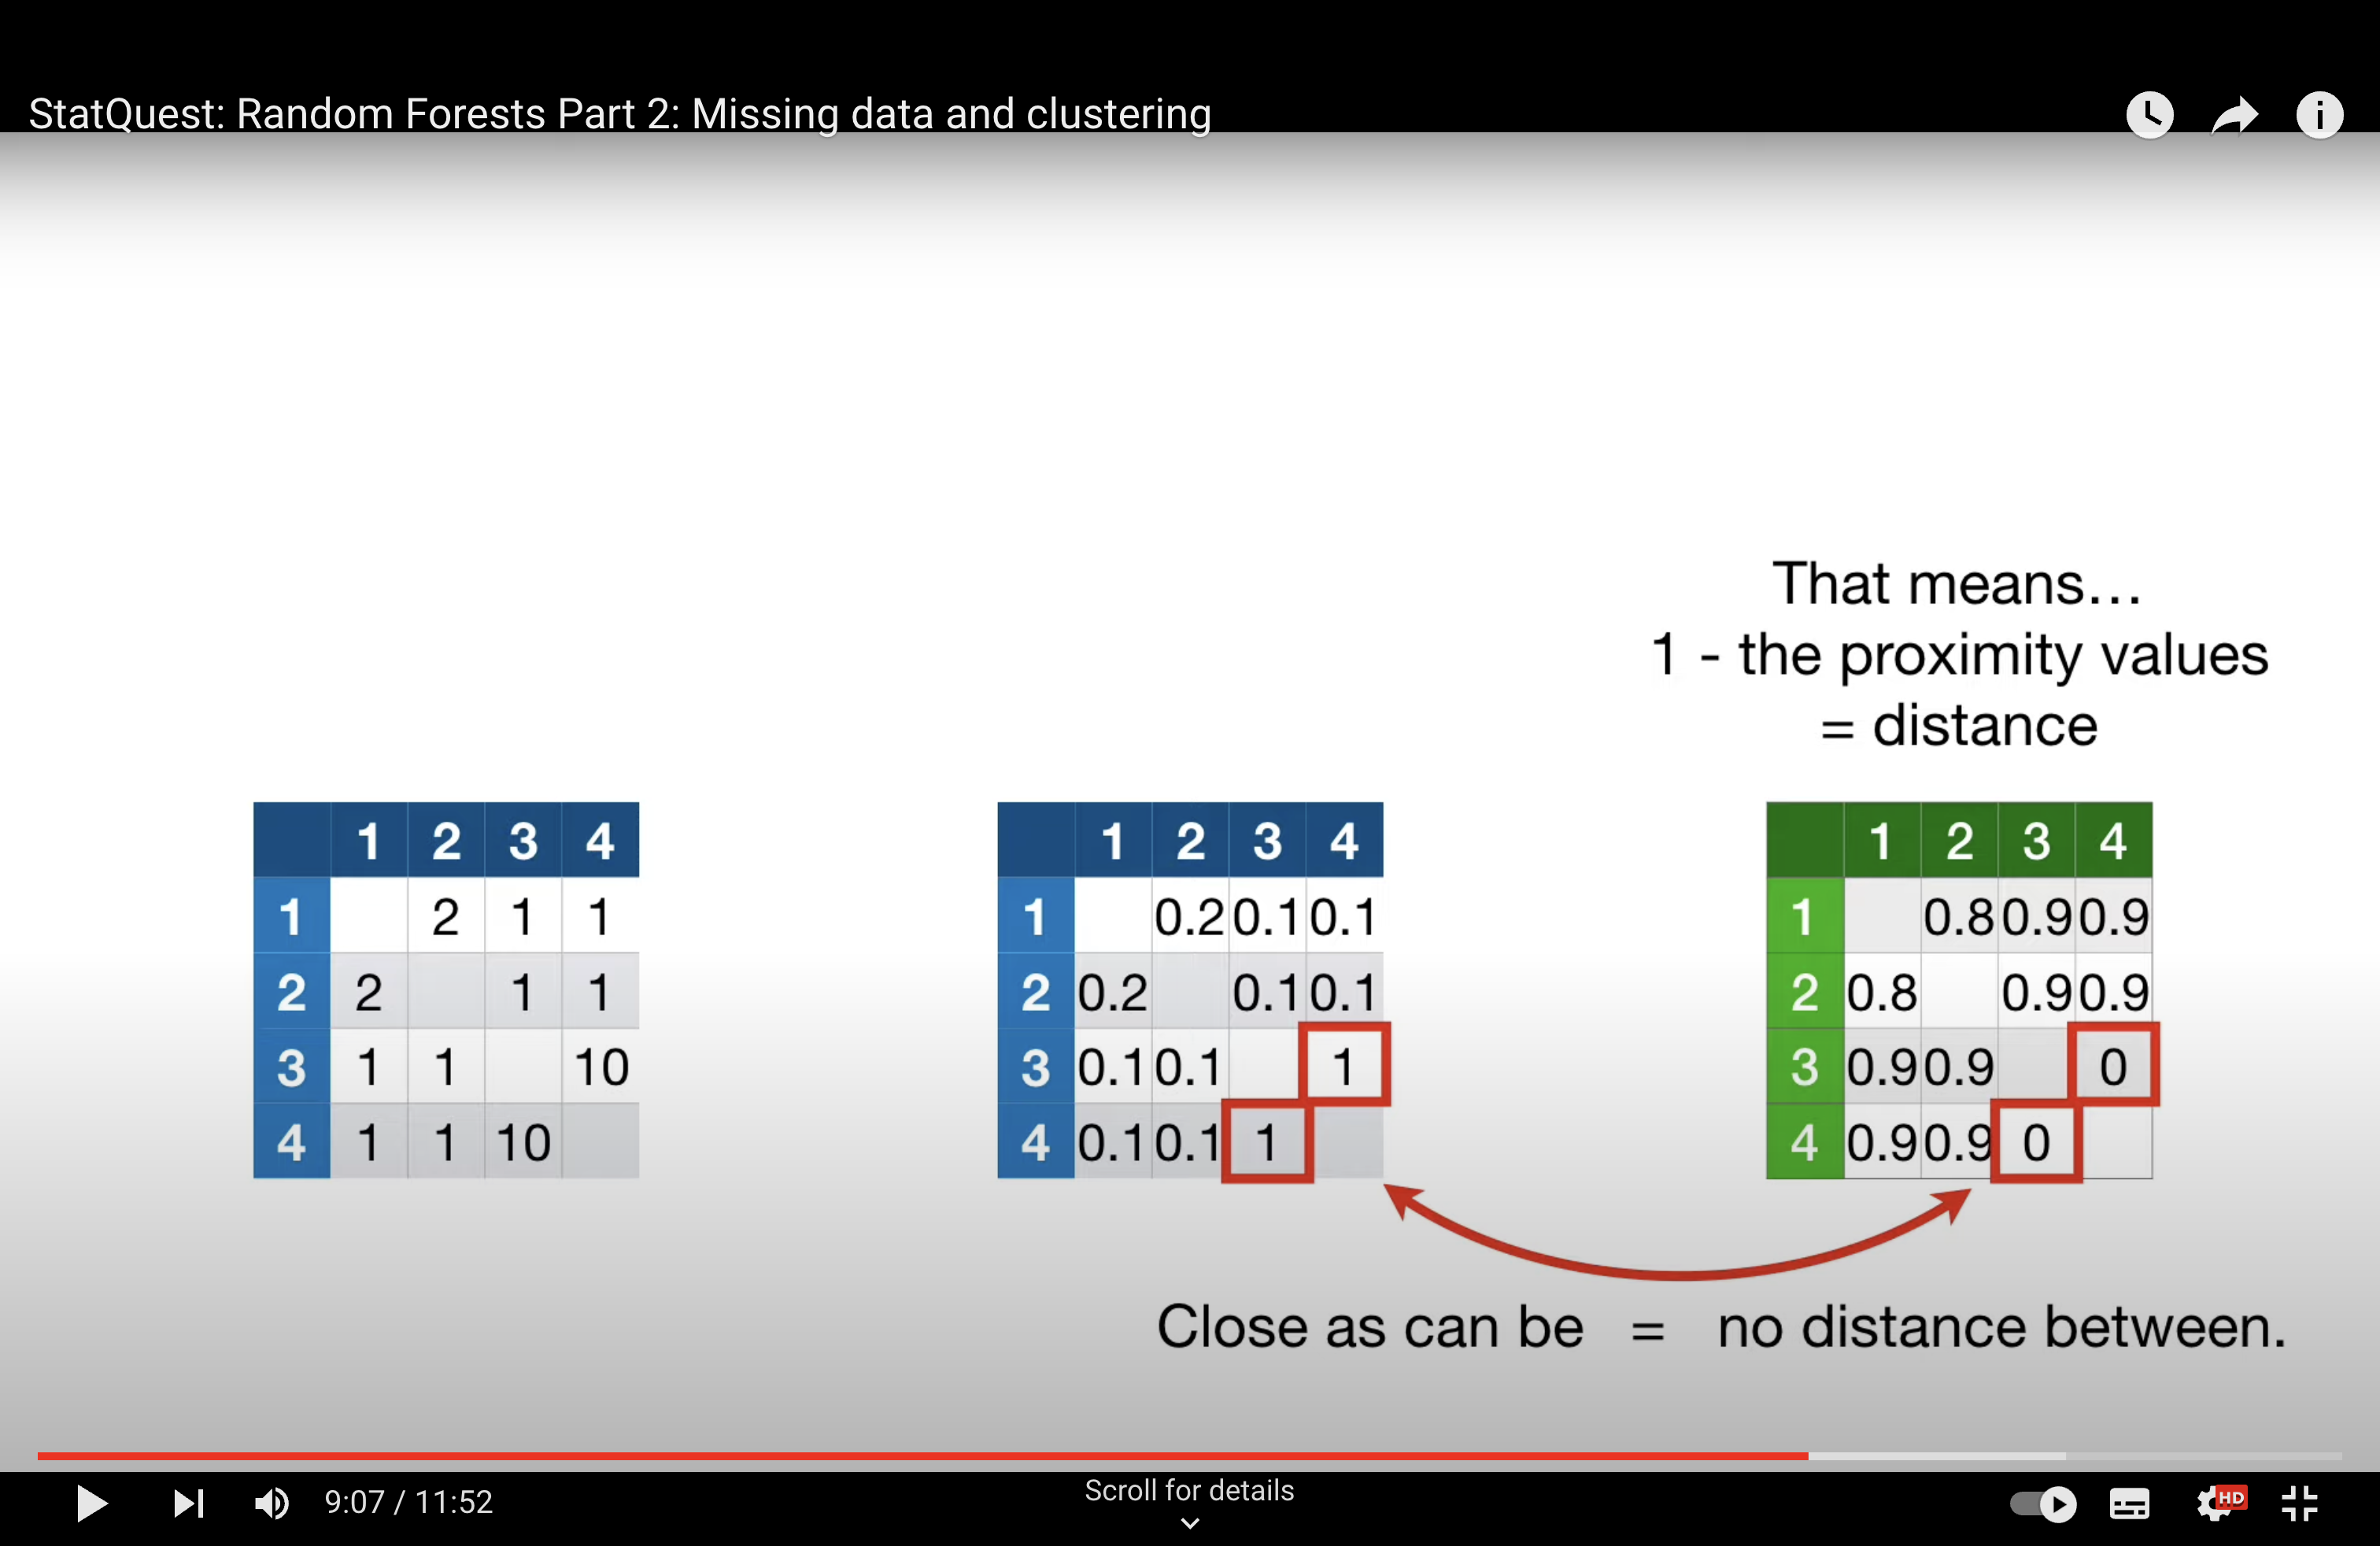 StatQuest: Random Forests Part 2: Missing data and clustering
That means...
1 - the proximity values
= distance
1 2 3 4
1 2 1 1
2 2 1 1
3 1 1 10
4 1 1 10
1 2 3 4
1 0.2 0.1 0.1
2 0.2 0.1 0.1
3 0.1 0.1 1
4 0.1 0.1 1
1 2 3 4
1 0.8 0.9 0.9
2 0.8 0.9 0.9
3 0.9 0.9 0
4 0.9 0.9 0
Close as can be = no distance between.
9:07 / 11:52
Scroll for details
HD